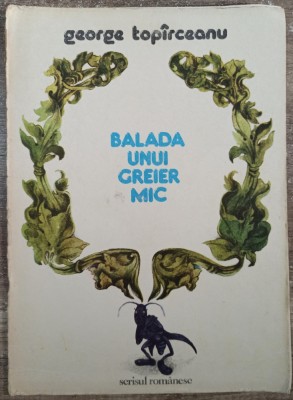 george topîrceanu
BALADA
UNUI
GREIER
MIC
scrisul românesc